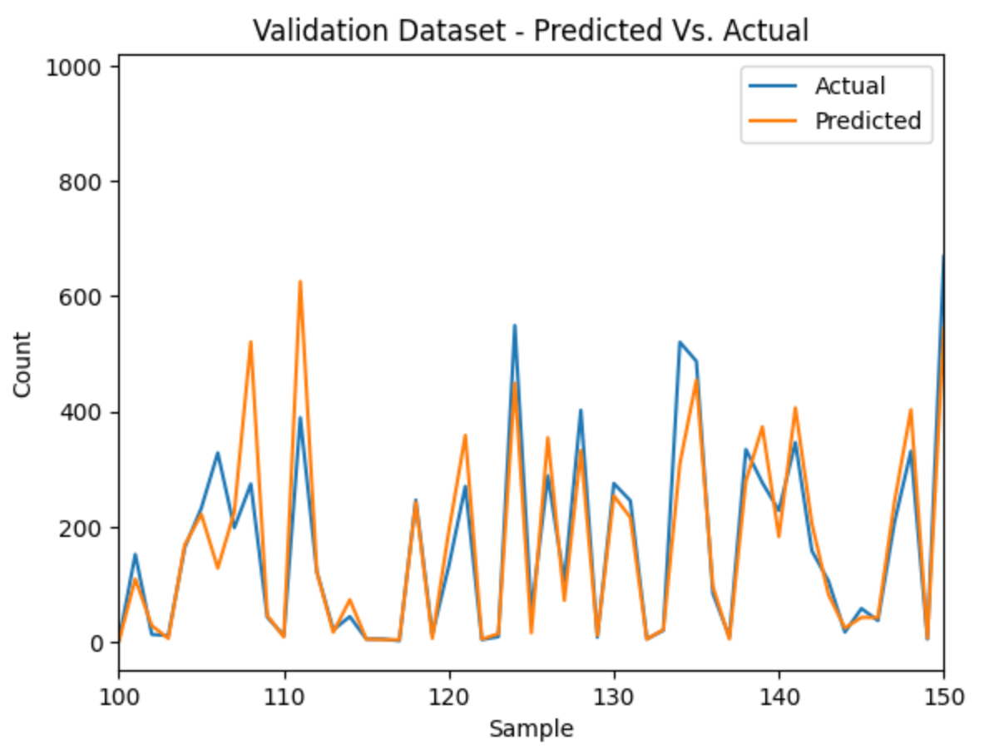 Validation Dataset - Predicted Vs. Actual
1000
800
600
400
200
0
Count
Actual
Predicted
100 110 120 130 140 150
Sample